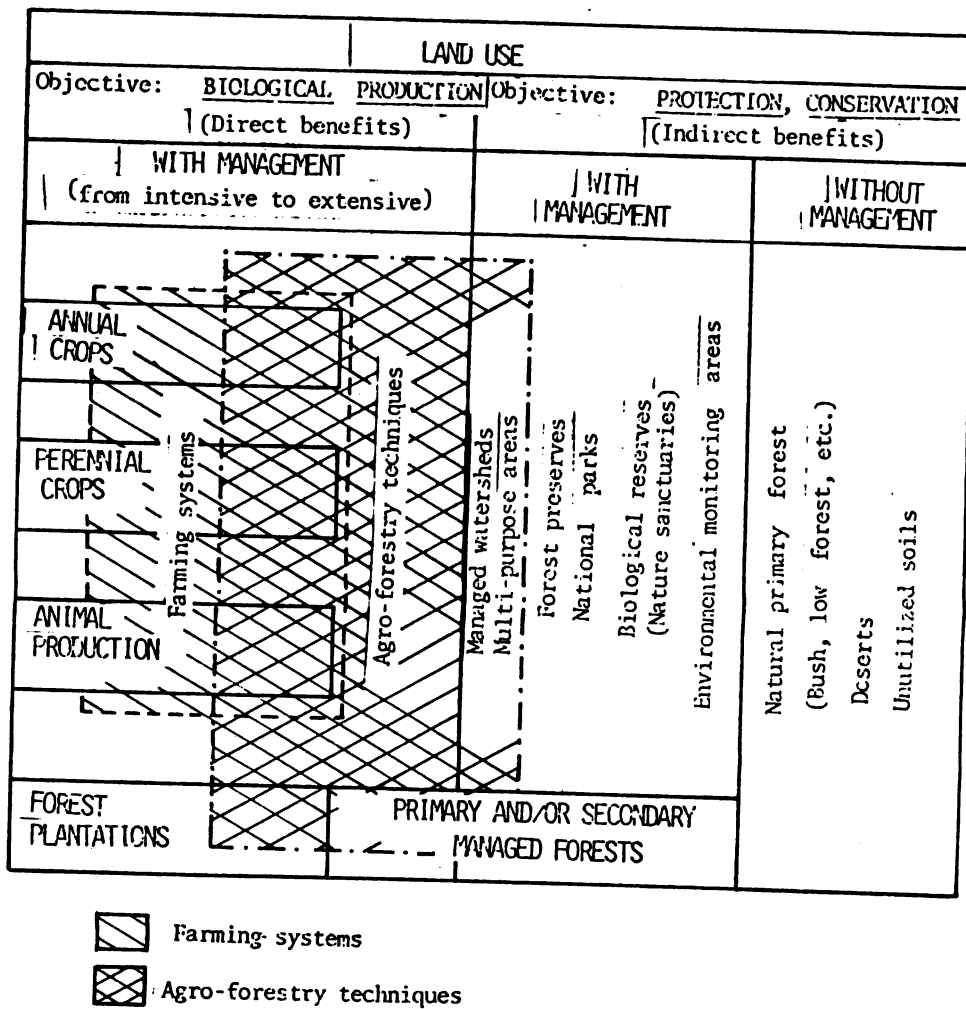 LAND USE
Objective: BIOLOGICAL PRODUCTION
(Direct benefits)
Objective: PROTECTION, CONSERVATION
(Indirect benefits)
WITH MANAGEMENT
(from intensive to extensive)
WITH
MANAGEMENT
WITHOUT
MANAGEMENT
ANNUAL
CROPS
PERENNIAL
CROPS
ANIMAL
PRODUCTION
FOREST
PLANTATIONS
Farming systems
Agro-forestry techniques
Managed watersheds
Multi-purpose areas
Forest preserves
National parks
Biological reserves
(Nature sanctuaries)
Environmental monitoring areas
Natural primary forest
(Bush, low forest, etc.)
Deserts
Unutilized soils
PRIMARY AND/OR SECONDARY
MANAGED FORESTS
Farming systems
Agro-forestry techniques